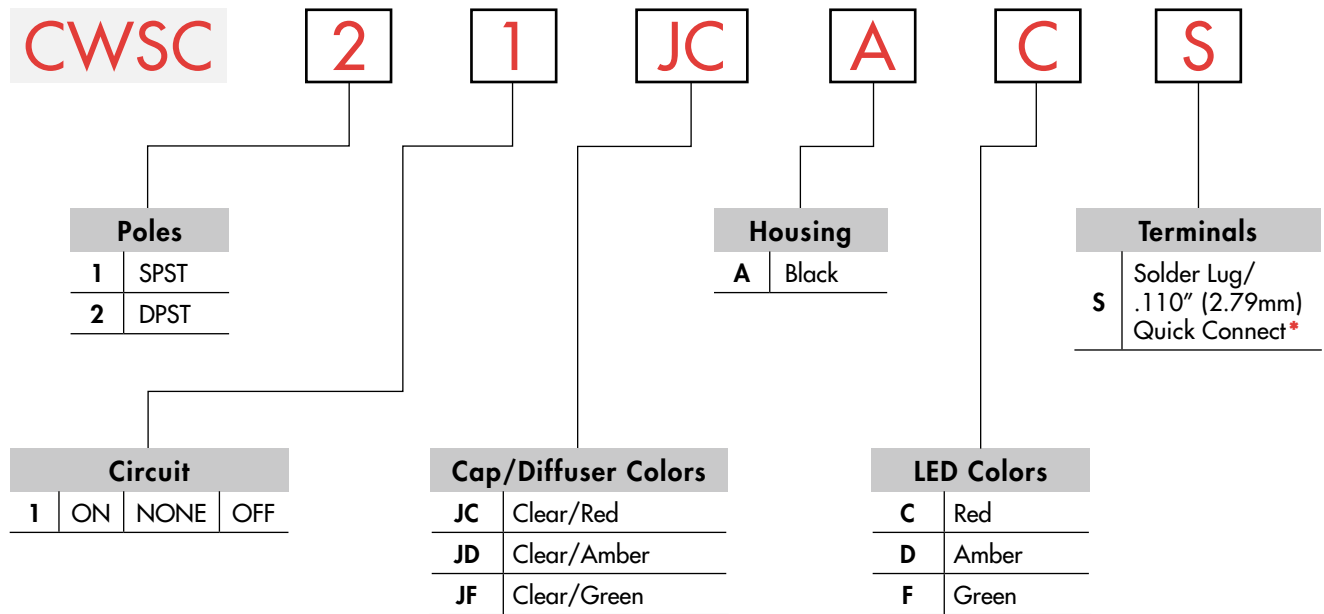 CWSC 2 1 JC A C S
Poles
1 SPST
2 DPST
Housing
A Black
Terminals
S Solder Lug/
.110″ (2.79mm)
Quick Connect*
Circuit
1 ON NONE OFF
Cap/Diffuser Colors
JC Clear/Red
JD Clear/Amber
JF Clear/Green
LED Colors
C Red
D Amber
F Green